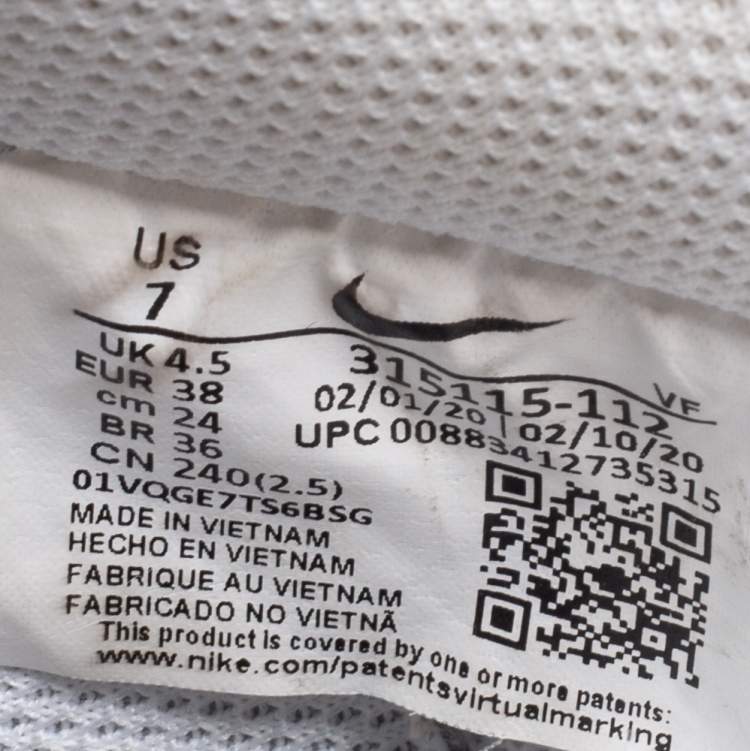 US
7
VF
UK 4.5
EUR 38
cm 24
BR 36
CN 240(2.5)
315115-112
02/01/20 | 02/10/20
UPC 00883412735315
01VQGE7TS6BSG
MADE IN VIETNAM
HECHO EN VIETNAM
FABRIQUE AU VIETNAM
FABRICADO NO VIETNÃ
This product is covered by one or more patents:
www.nike.com/patentsvirtualmarking